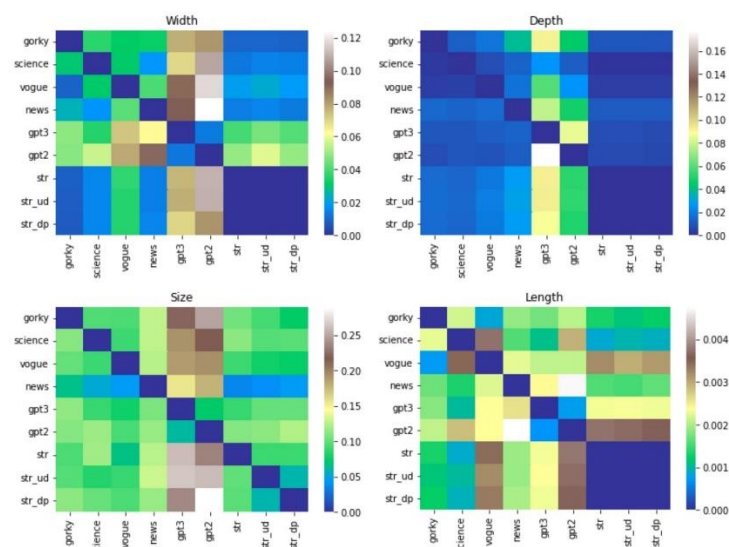 Width
gorky
science
vogue
news
gpt3
gpt2
str
str_ud
str_dp
gorky
science
vogue
news
gpt3
gpt2
str
str_ud
str_dp
0.12
0.10
0.08
0.06
0.04
0.02
0.00
Depth
gorky
science
vogue
news
gpt3
gpt2
str
str_ud
str_dp
gorky
science
vogue
news
gpt3
gpt2
str
str_ud
str_dp
0.16
0.14
0.12
0.10
0.08
0.06
0.04
0.02
0.00
Size
gorky
science
vogue
news
gpt3
gpt2
str
str_ud
str_dp
gorky
science
vogue
news
gpt3
gpt2
str
str_ud
str_dp
0.25
0.20
0.15
0.10
0.05
0.00
Length
gorky
science
vogue
news
gpt3
gpt2
str
str_ud
str_dp
gorky
science
vogue
news
gpt3
gpt2
str
str_ud
str_dp
0.004
0.003
0.002
0.001
0.000